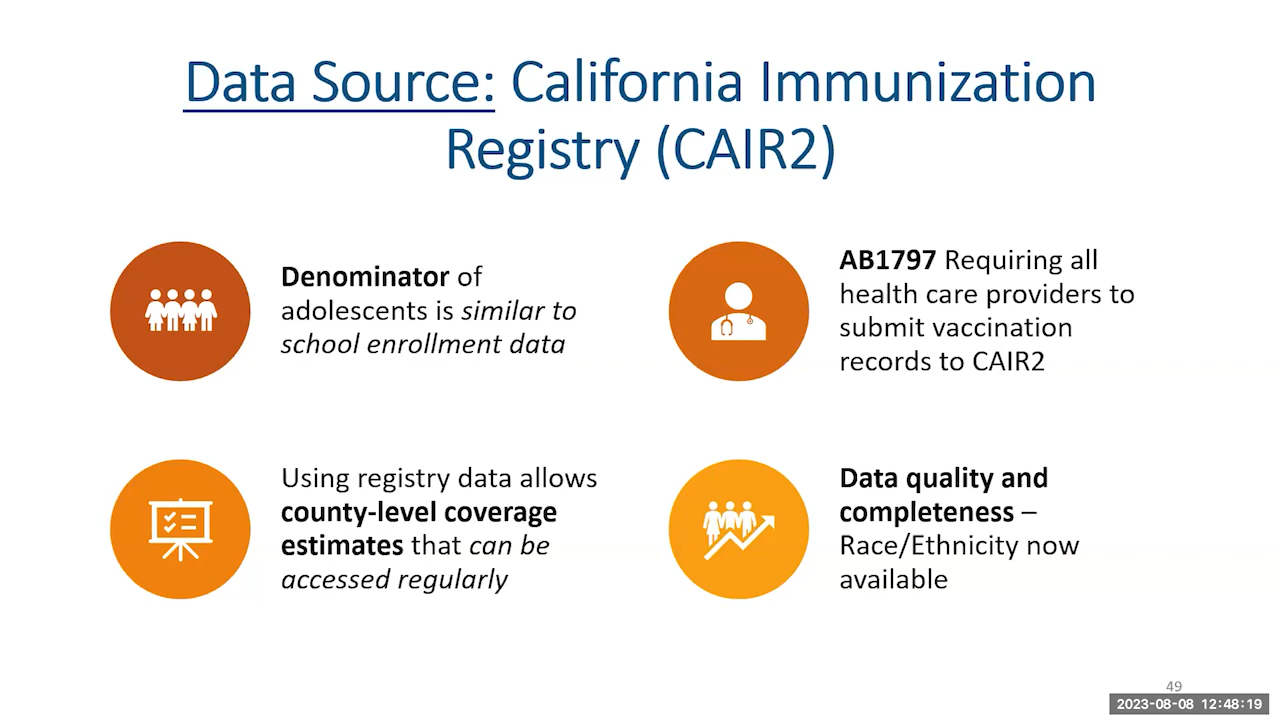 Data Source: California Immunization
Registry (CAIR2)
Denominator of
adolescents is similar to
school enrollment data
AB1797 Requiring all
health care providers to
submit vaccination
records to CAIR2
Using registry data allows
county-level coverage
estimates that can be
accessed regularly
Data quality and
completeness –
Race/Ethnicity now
available
49
2023-08-08 12:48:19